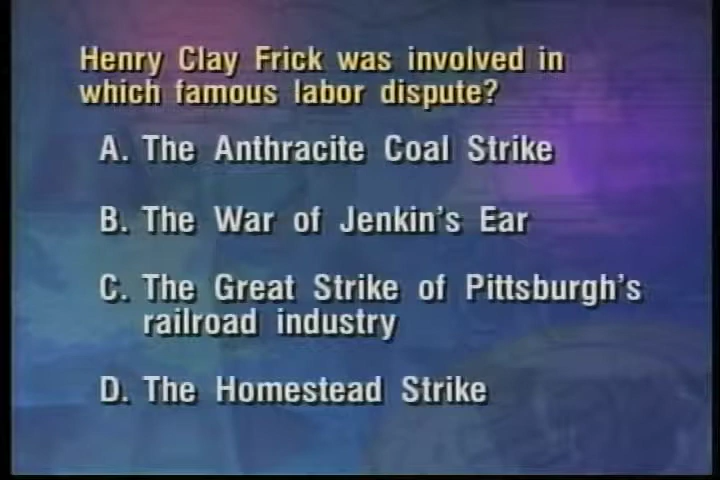 Henry Clay Frick was involved in
which famous labor dispute?
A. The Anthracite Coal Strike
B. The War of Jenkin's Ear
C. The Great Strike of Pittsburgh's
railroad industry
D. The Homestead Strike